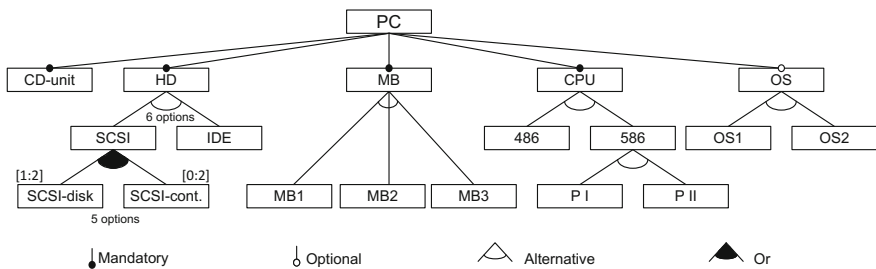 PC
CD-unit HD MB CPU OS
6 options
SCSI IDE 486 586 OS1 OS2
[1:2] [0:2]
SCSI-disk SCSI-cont. MB1 MB2 MB3 P I P II
5 options
Mandatory Optional Alternative Or